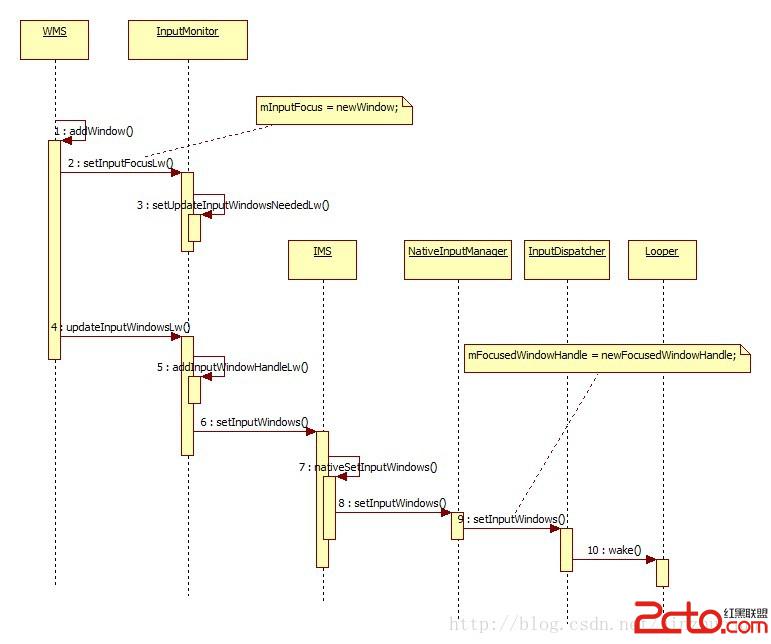 WMS
InputMonitor
mInputFocus = newWindow;
1 : addWindow()
2 : setInputFocusLw()
3 : setUpdateInputWindowsNeededLw()
IMS
NativeInputManager
InputDispatcher
Looper
4 : updateInputWindowsLw()
mFocusedWindowHandle = newFocusedWindowHandle;
5 : addInputWindowHandleLw()
6 : setInputWindows()
7 : nativeSetInputWindows()
8 : setInputWindows()
9 : setInputWindows()
10 : wake()
http://blog.csdn.net/
红黑联盟
2cto.com